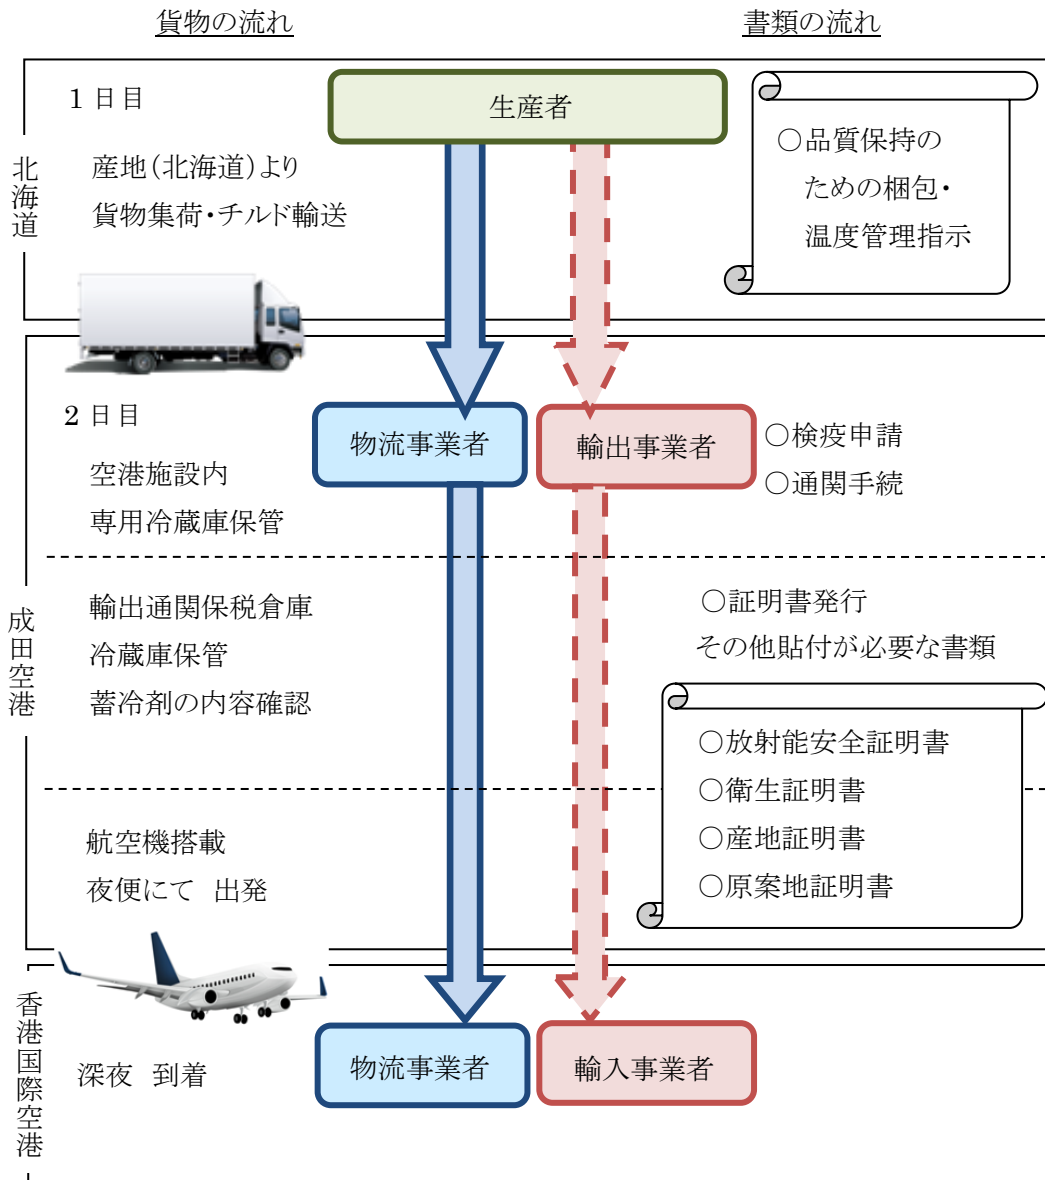 貨物の流れ
書類の流れ
北海道
1日目
産地(北海道)より
貨物集荷・チルド輸送
生産者
○品質保持の
ための梱包・
温度管理指示
成田空港
2日目
空港施設内
専用冷蔵庫保管
物流事業者
輸出事業者
○検疫申請
○通関手続
輸出通関保税倉庫
冷蔵庫保管
蓄冷剤の内容確認
○証明書発行
その他貼付が必要な書類
○放射能安全証明書
○衛生証明書
○産地証明書
○原案地証明書
航空機搭載
夜便にて 出発
香港国際空港
深夜 到着
物流事業者
輸入事業者